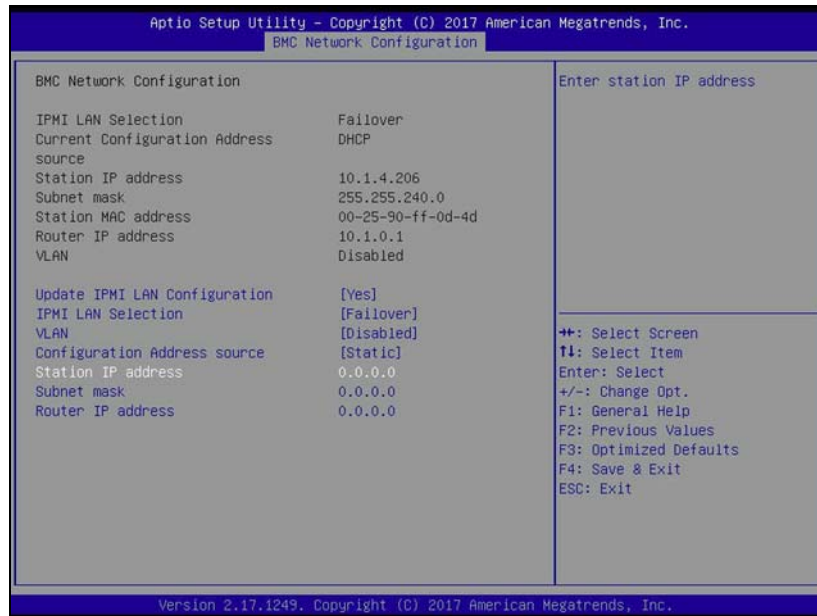 Aptio Setup Utility – Copyright (C) 2017 American Megatrends, Inc.
BMC Network Configuration
BMC Network Configuration
IPMI LAN Selection Failover
Current Configuration Address DHCP
source
Station IP address 10.1.4.206
Subnet mask 255.255.240.0
Station MAC address 00-25-90-ff-0d-4d
Router IP address 10.1.0.1
VLAN Disabled
Update IPMI LAN Configuration [Yes]
IPMI LAN Selection [Failover]
VLAN [Disabled]
Configuration Address source [Static]
Station IP address 0.0.0.0
Subnet mask 0.0.0.0
Router IP address 0.0.0.0
Enter station IP address
→←: Select Screen
↑↓: Select Item
Enter: Select
+/-: Change Opt.
F1: General Help
F2: Previous Values
F3: Optimized Defaults
F4: Save & Exit
ESC: Exit
Version 2.17.1249. Copyright (C) 2017 American Megatrends, Inc.